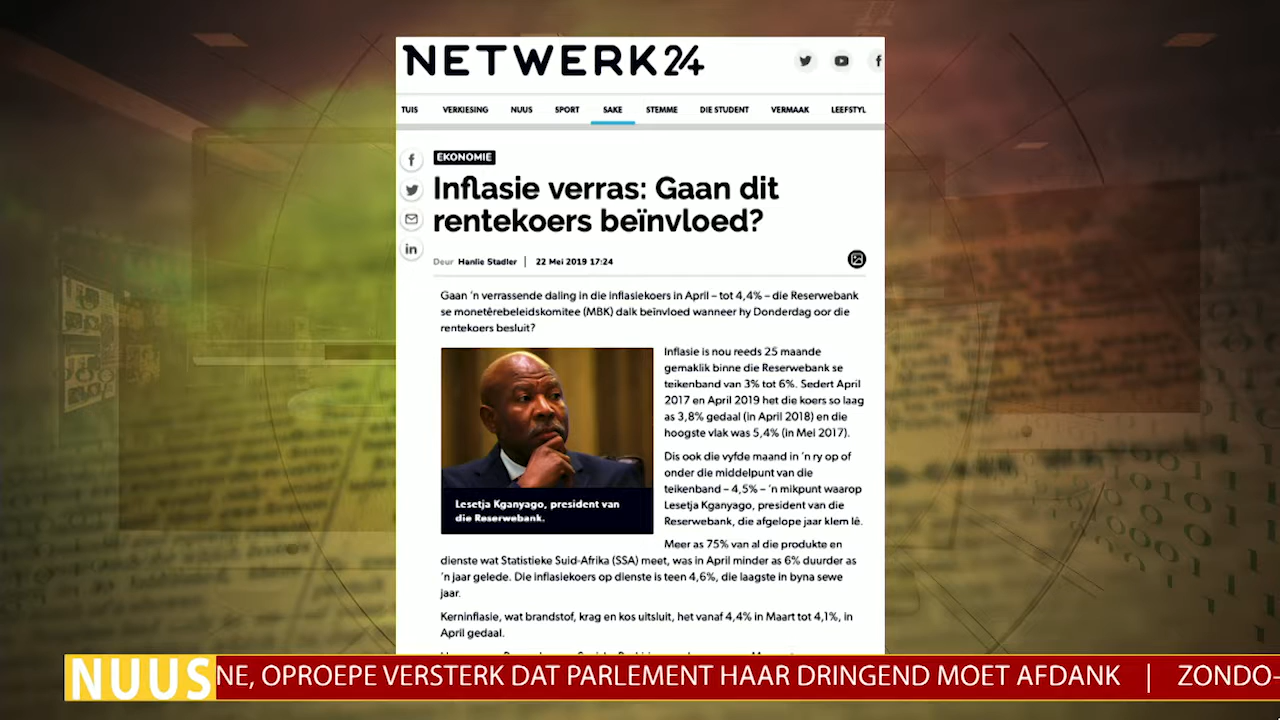 NETWERK24
TUIS VERKIESING NUUS SPORT SAKE STEMME DIE STUDENT VERMAAK LEEFSTYL
EKONOMIE
Inflasie verras: Gaan dit
rentekoers beïnvloed?
Deur Hanlie Stadler | 22 Mei 2019 17:24
Gaan 'n verrassende daling in die inflasiekoers in April – tot 4,4% – die Reserwebank
se monetêrebeleidskomitee (MBK) dalk beïnvloed wanneer hy Donderdag oor die
rentekoers besluit?
Inflasie is nou reeds 25 maande
gemaklik binne die Reserwebank se
teikenband van 3% tot 6%. Sedert April
2017 en April 2019 het die koers so laag
as 3,8% gedaal (in April 2018) en die
hoogste vlak was 5,4% (in Mei 2017).
Dis ook die vyfde maand in 'n ry op of
onder die middelpunt van die
teikenband – 4,5% – 'n mikpunt waarop
Lesetja Kganyago, president van die
Reserwebank, die afgelope jaar klem lê.
Lesetja Kganyago, president van
die Reserwebank.
Meer as 75% van al die produkte en
dienste wat Statistieke Suid-Afrika (SSA) meet, was in April minder as 6% duurder as
'n jaar gelede. Die inflasiekoers op dienste is teen 4,6%, die laagste in byna sewe
jaar.
Kerninflasie, wat brandstof, krag en kos uitsluit, het vanaf 4,4% in Maart tot 4,1%, in
April gedaal.
NUUS NE, OPROEPE VERSTERK DAT PARLEMENT HAAR DRINGEND MOET AFDANK | ZONDO-